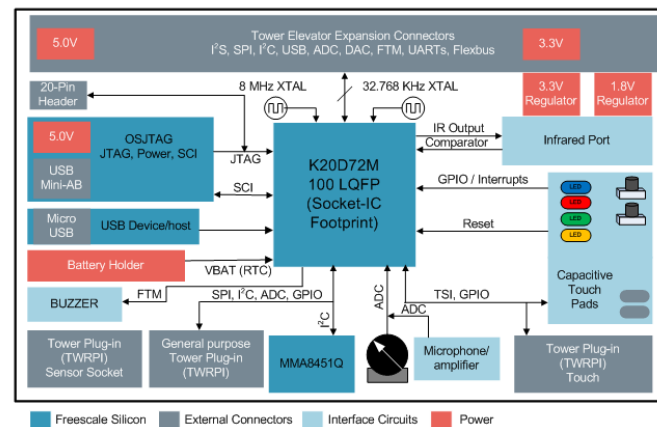 Tower Elevator Expansion Connectors
5.0V
I²S, SPI, I²C, USB, ADC, DAC, FTM, UARTs, Flexbus
3.3V
20-Pin
Header
8 MHz XTAL
32.768 KHz XTAL
3.3V
Regulator
1.8V
Regulator
5.0V
OSJTAG
JTAG, Power, SCI
USB
Mini-AB
JTAG
SCI
K20D72M
100 LQFP
(Socket-IC
Footprint)
IR Output
Comparator
Infrared Port
GPIO / Interrupts
LED
LED
LED
LED
Reset
Capacitive
Touch
Pads
Micro
USB
USB Device/host
Battery Holder
VBAT (RTC)
BUZZER
FTM
SPI, I²C, ADC, GPIO
I²C
ADC
TSI, GPIO
ADC
Tower Plug-in
(TWRPI)
Sensor Socket
General purpose
Tower Plug-in
(TWRPI)
MMA8451Q
Microphone/
amplifier
Tower Plug-in
(TWRPI)
Touch
Freescale Silicon
External Connectors
Interface Circuits
Power